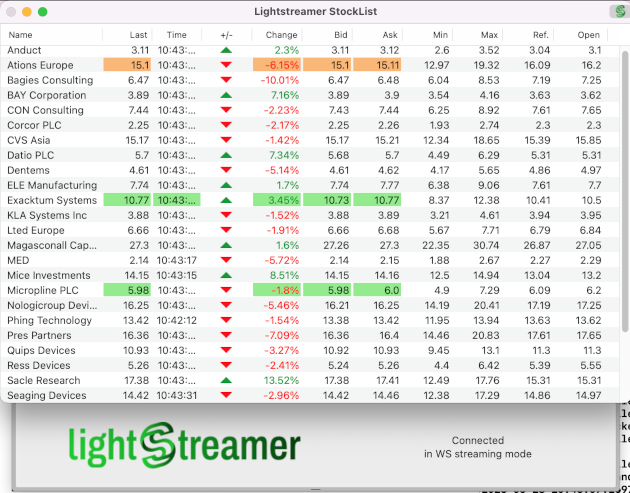 Lightstreamer StockList
Name Last Time +/- Change Bid Ask Min Max Ref. Open
Anduct 3.11 10:43:... 2.3% 3.11 3.12 2.6 3.52 3.04 3.1
Ations Europe 15.1 10:43:... -6.15% 15.1 15.11 12.97 19.32 16.09 16.2
Bagies Consulting 6.47 10:43:... -10.01% 6.47 6.48 6.04 8.53 7.19 7.25
BAY Corporation 3.89 10:43:... 7.16% 3.89 3.9 3.54 4.16 3.63 3.62
CON Consulting 7.44 10:43:... -2.23% 7.43 7.44 6.25 8.92 7.61 7.65
Corcor PLC 2.25 10:43:... -2.17% 2.25 2.26 1.93 2.74 2.3 2.3
CVS Asia 15.17 10:43:... -1.42% 15.17 15.21 12.34 18.65 15.39 15.85
Datio PLC 5.7 10:43:... 7.34% 5.68 5.7 4.49 6.29 5.31 5.31
Dentems 4.61 10:43:... -5.14% 4.61 4.62 4.17 5.65 4.86 4.97
ELE Manufacturing 7.74 10:43:... 1.7% 7.74 7.77 6.38 9.06 7.61 7.7
Exacktum Systems 10.77 10:43:... 3.45% 10.73 10.77 8.37 12.38 10.41 10.5
KLA Systems Inc 3.88 10:43:... -1.52% 3.88 3.89 3.21 4.61 3.94 3.95
Lted Europe 6.66 10:43:... -1.91% 6.66 6.68 5.67 7.71 6.79 6.84
Magasconall Cap... 27.3 10:43:... 1.6% 27.26 27.3 22.35 30.74 26.87 27.05
MED 2.14 10:43:17 -5.72% 2.14 2.15 1.88 2.67 2.27 2.29
Mice Investments 14.15 10:43:15 8.51% 14.15 14.16 12.5 14.94 13.04 13.2
Micropline PLC 5.98 10:43:... -1.8% 5.98 6.0 4.9 7.29 6.09 6.2
Nologicroup Devi... 16.25 10:43:... -5.46% 16.21 16.25 14.19 20.41 17.19 17.25
Phing Technology 13.42 10:42:12 -1.54% 13.38 13.42 11.95 13.94 13.63 13.62
Pres Partners 16.36 10:43:... -7.09% 16.36 16.4 14.46 20.83 17.61 17.65
Quips Devices 10.93 10:43:... -3.27% 10.92 10.93 9.45 13.1 11.3 11.3
Ress Devices 5.26 10:43:... -2.41% 5.24 5.26 4.4 6.42 5.39 5.55
Sacle Research 17.38 10:43:... 13.52% 17.38 17.41 12.49 17.76 15.31 15.31
Seaging Devices 14.42 10:43:31 -2.96% 14.42 14.46 12.38 17.29 14.86 14.97
lightStreamer
Connected
in WS streaming mode